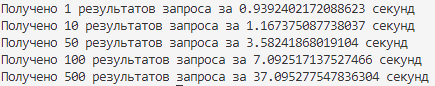 Получено 1 результатов запроса за 0.9392402172088623 секунд
Получено 10 результатов запроса за 1.167375087738037 секунд
Получено 50 результатов запроса за 3.58241868019104 секунд
Получено 100 результатов запроса за 7.092517137527466 секунд
Получено 500 результатов запроса за 37.095277547836304 секунд